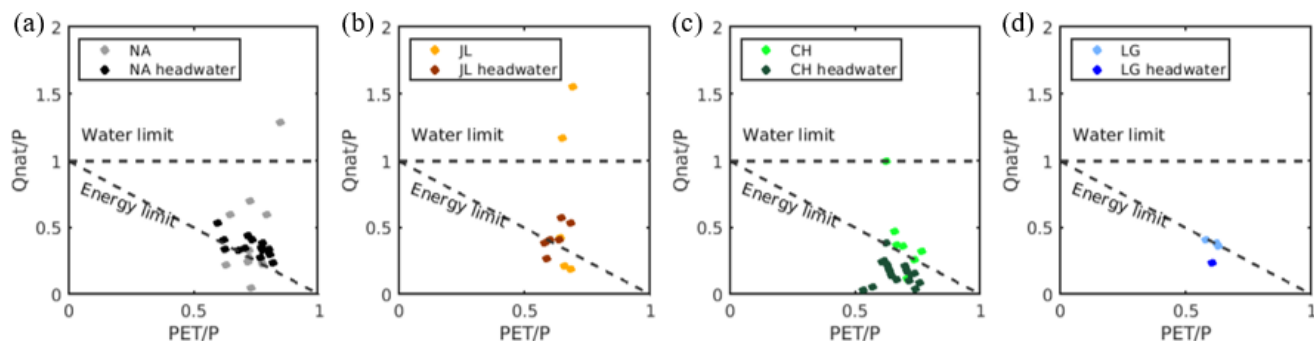 (a)
2
1.5
1
0.5
0
Qnat/P
NA
NA headwater
Water limit
Energy limit
0
0.5
1
PET/P
(b)
2
1.5
1
0.5
0
Qnat/P
JL
JL headwater
Water limit
Energy limit
0
0.5
1
PET/P
(c)
2
1.5
1
0.5
0
Qnat/P
CH
CH headwater
Water limit
Energy limit
0
0.5
1
PET/P
(d)
2
1.5
1
0.5
0
Qnat/P
LG
LG headwater
Water limit
Energy limit
0
0.5
1
PET/P